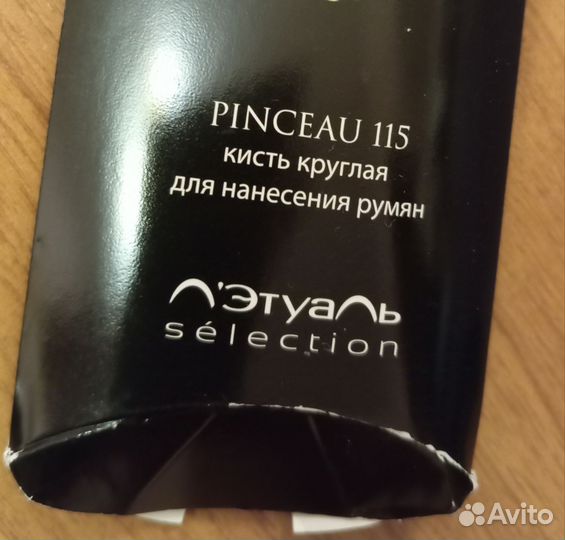 PINCEAU 115
кисть круглая
для нанесения румян
Л'Этуаль
sélection
Avito